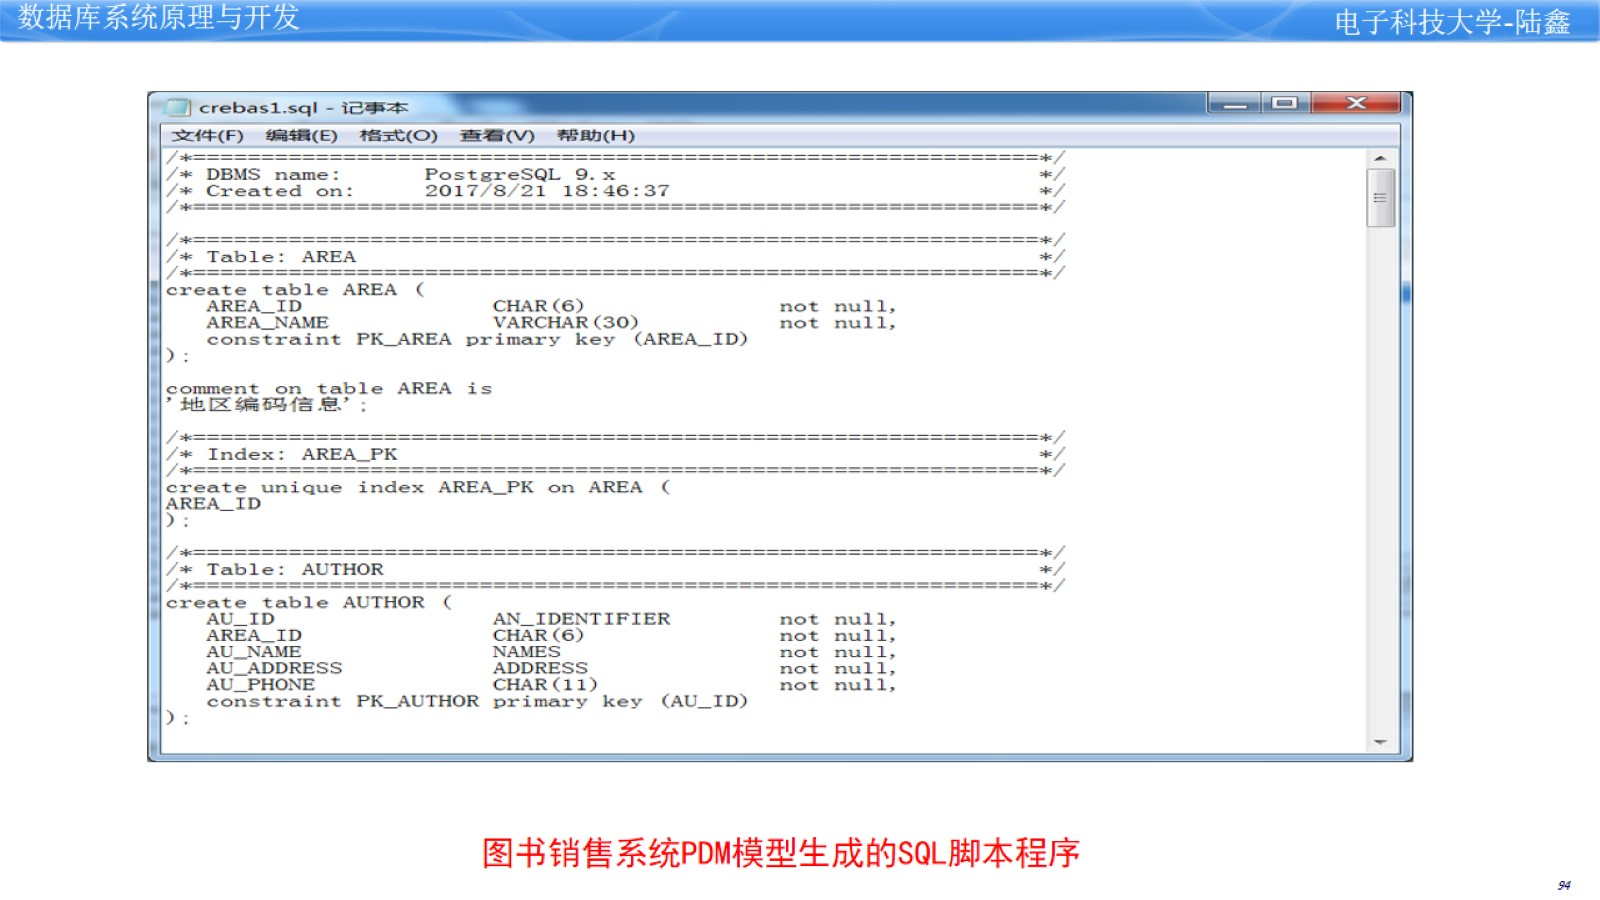 数据库系统原理与开发
电子科技大学-陆鑫
crebas1.sql - 记事本
文件(F) 编辑(E) 格式(O) 查看(V) 帮助(H)
/*==============================================================*/
/* DBMS name:      PostgreSQL 9.x                               */
/* Created on:     2017/8/21 18:46:37                           */
/*==============================================================*/
/*==============================================================*/
/* Table: AREA                                                  */
/*==============================================================*/
create table AREA (
   AREA_ID              CHAR(6)              not null,
   AREA_NAME            VARCHAR(30)          not null,
   constraint PK_AREA primary key (AREA_ID)
);
comment on table AREA is
'地区编码信息';
/*==============================================================*/
/* Index: AREA_PK                                               */
/*==============================================================*/
create unique index AREA_PK on AREA (
AREA_ID
);
/*==============================================================*/
/* Table: AUTHOR                                                */
/*==============================================================*/
create table AUTHOR (
   AU_ID                AN_IDENTIFIER        not null,
   AREA_ID              CHAR(6)              not null,
   AU_NAME              NAMES                not null,
   AU_ADDRESS           ADDRESS              not null,
   AU_PHONE             CHAR(11)             not null,
   constraint PK_AUTHOR primary key (AU_ID)
);
图书销售系统PDM模型生成的SQL脚本程序
94